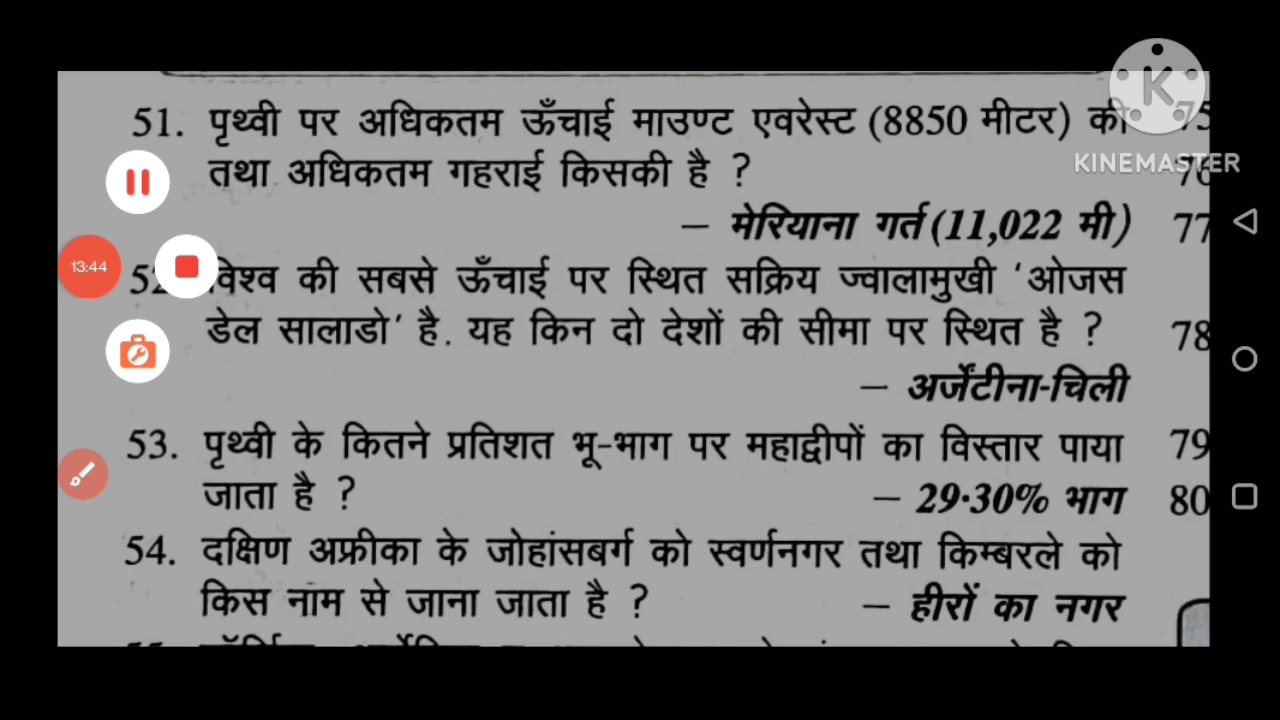 51. पृथ्वी पर अधिकतम ऊँचाई माउण्ट एवरेस्ट (8850 मीटर) की
तथा अधिकतम गहराई किसकी है ?
– मेरियाना गर्त (11,022 मी)
विश्व की सबसे ऊँचाई पर स्थित सक्रिय ज्वालामुखी 'ओजस
डेल सालाडो' है. यह किन दो देशों की सीमा पर स्थित है ?
– अर्जेंटीना-चिली
53. पृथ्वी के कितने प्रतिशत भू-भाग पर महाद्वीपों का विस्तार पाया
जाता है ?
– 29·30% भाग
54. दक्षिण अफ्रीका के जोहांसबर्ग को स्वर्णनगर तथा किम्बरले को
किस नाम से जाना जाता है ?
– हीरों का नगर
75
76
77
78
79
80
13:44
K
KINEMASTER